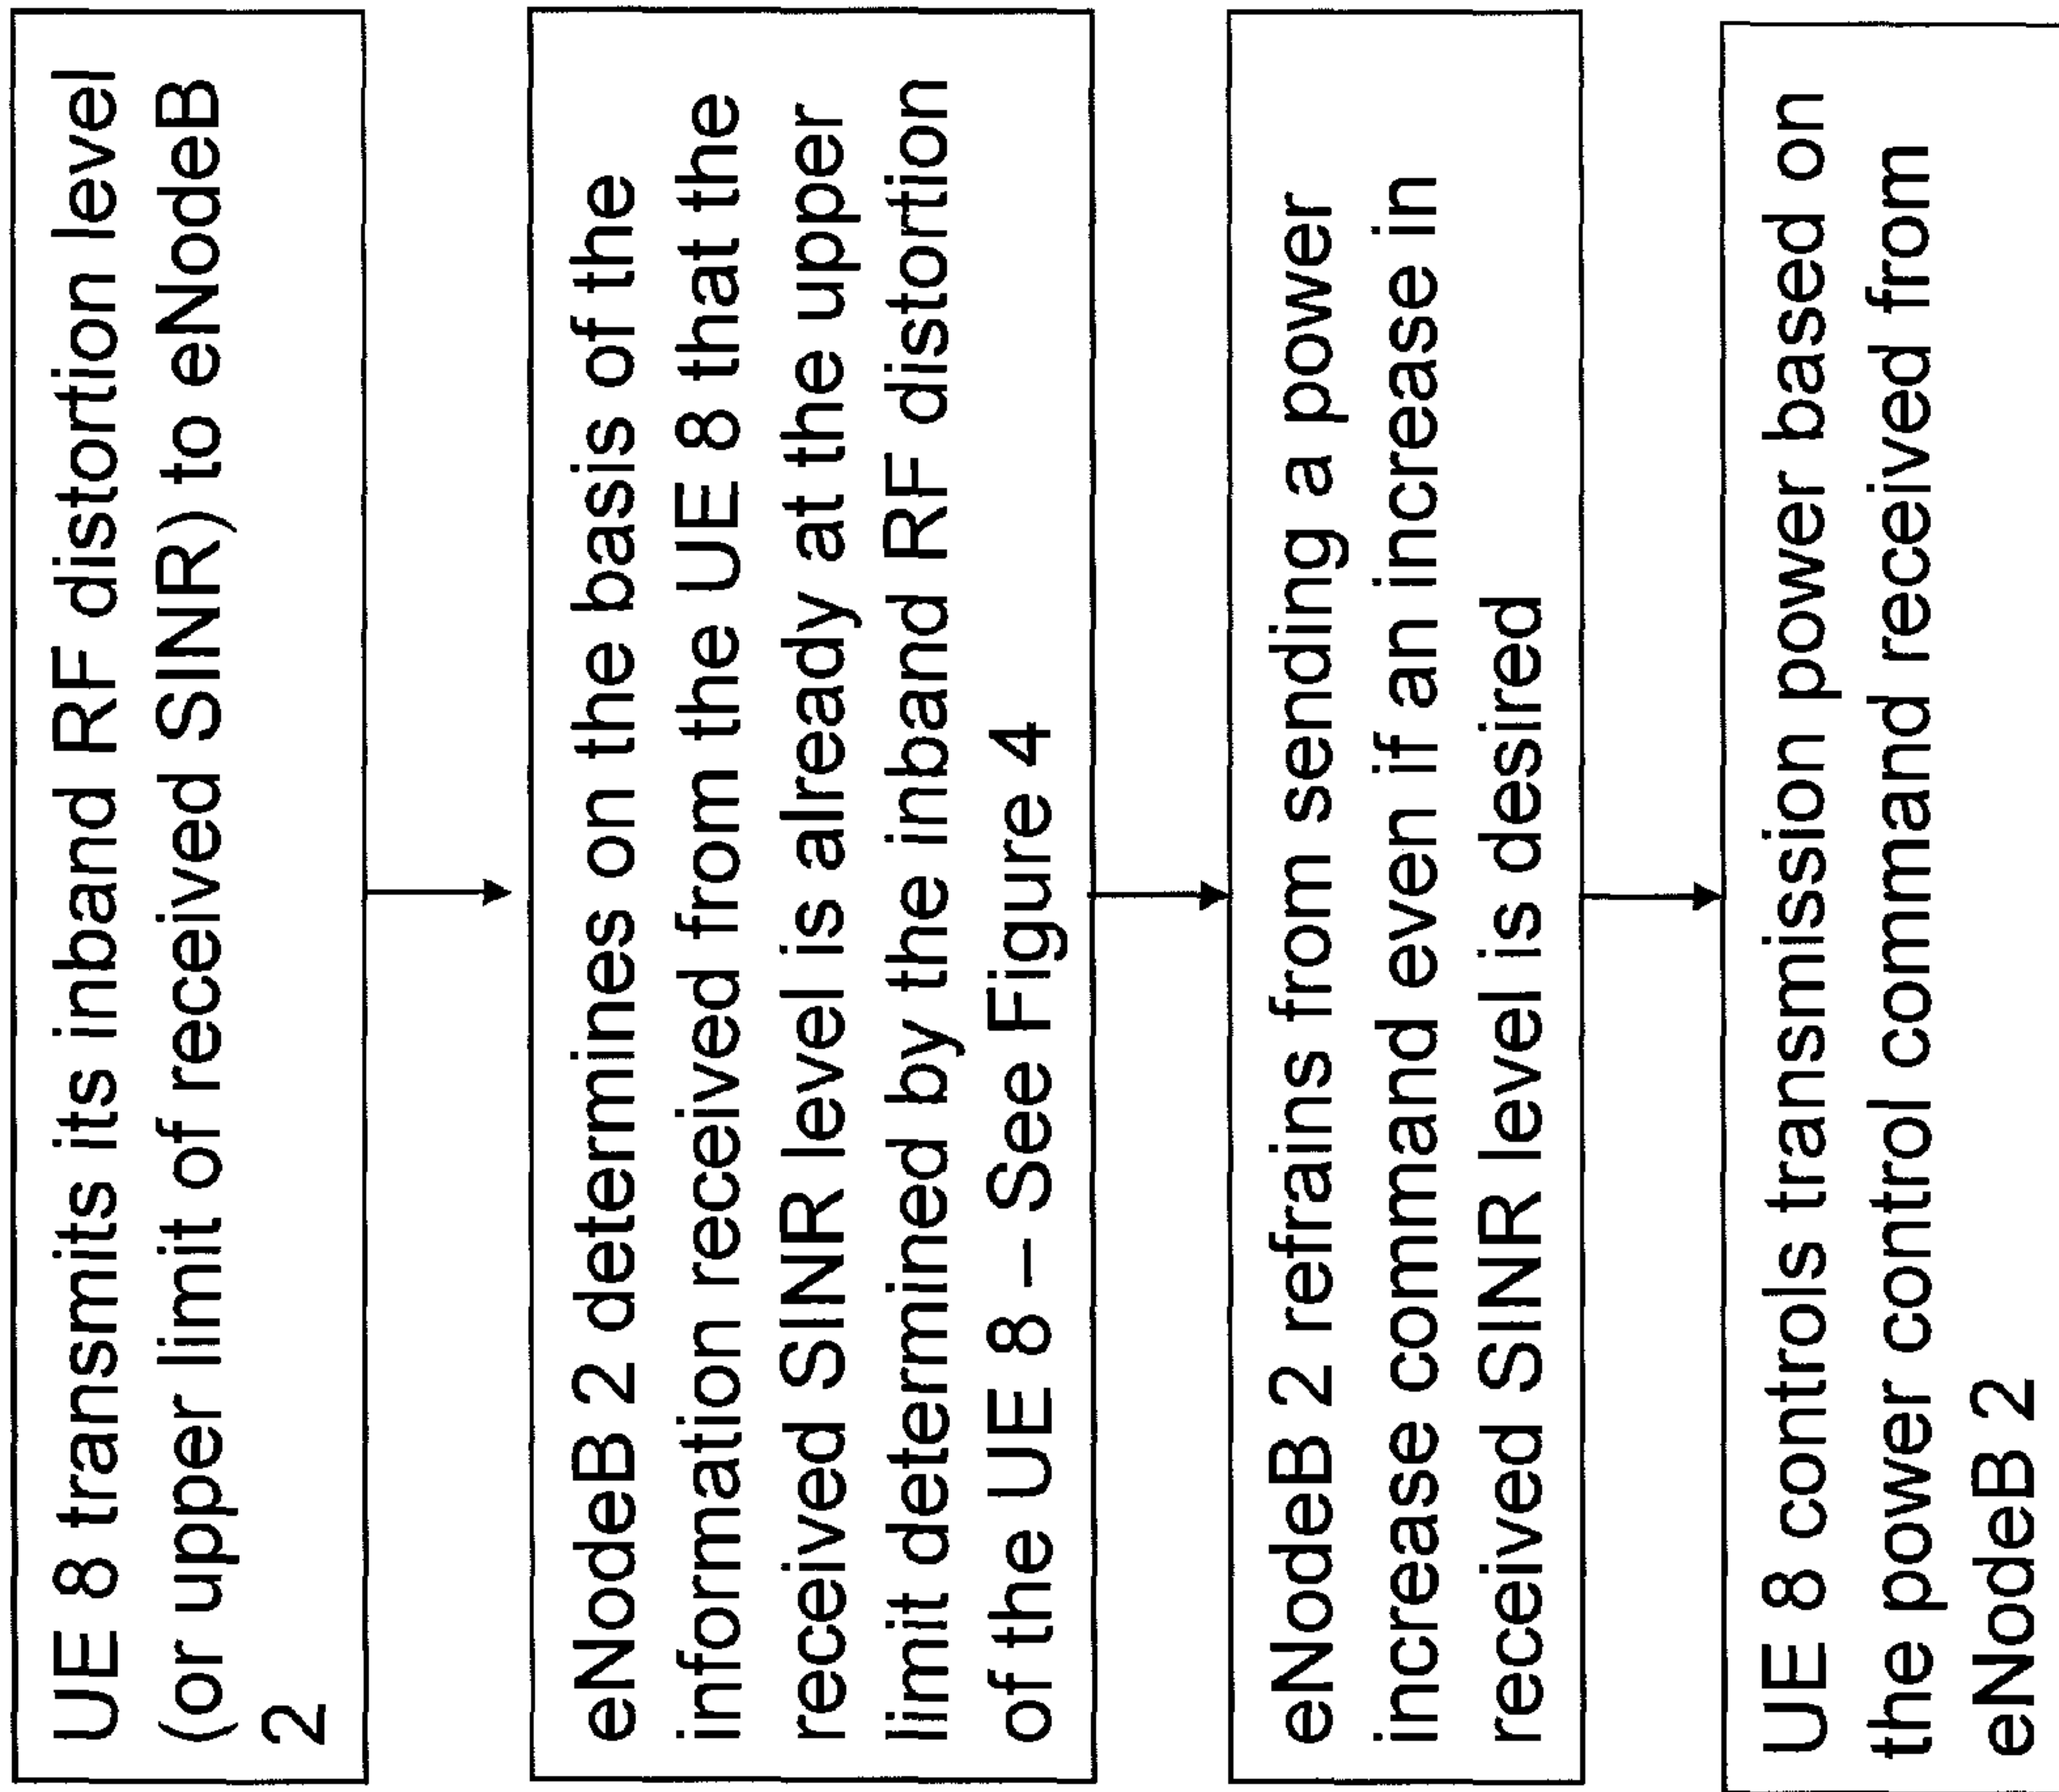 UE 8 transmits its inband RF distortion level
(or upper limit of received SINR) to eNodeB
2
eNodeB 2 determines on the basis of the
information received from the UE 8 that the
received SINR level is already at the upper
limit determined by the inband RF distortion
of the UE 8 – See Figure 4
eNodeB 2 refrains from sending a power
increase command even if an increase in
received SINR level is desired
UE 8 controls transmission power based on
the power control command received from
eNodeB 2